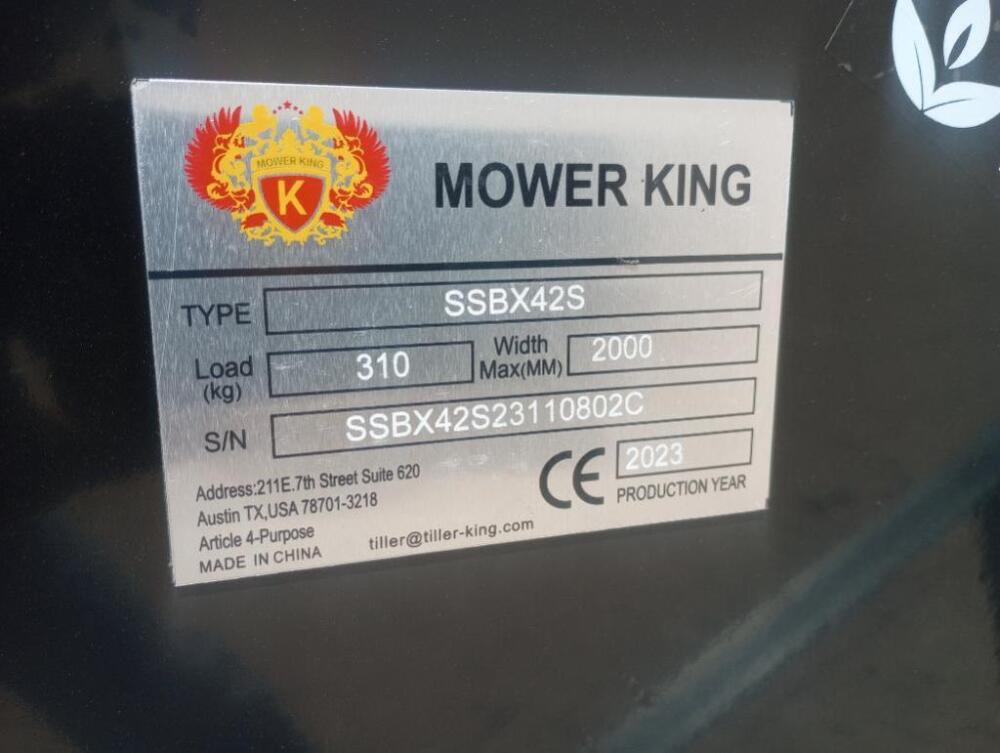 MOWER KING
K
MOWER KING
TYPE SSBX42S
Load (kg) 310 Width Max(MM) 2000
S/N SSBX42S23110802C
CE 2023
PRODUCTION YEAR
Address:211E.7th Street Suite 620
Austin TX,USA 78701-3218
Article 4-Purpose
MADE IN CHINA
tiller@tiller-king.com